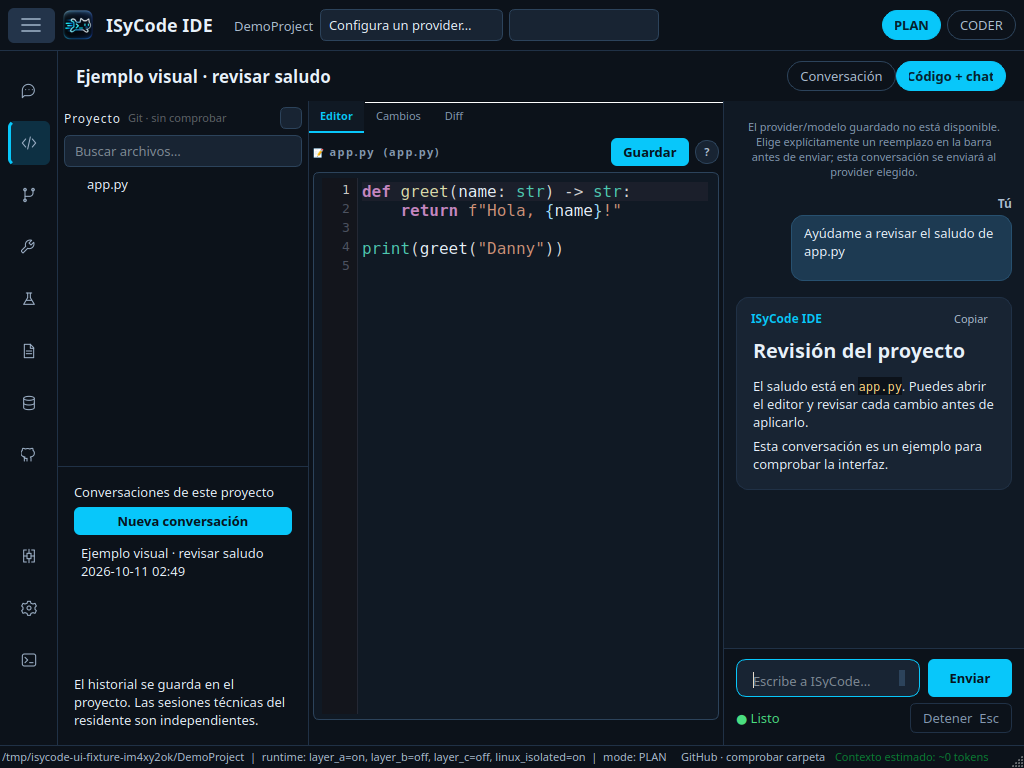 ISyCode IDE
DemoProject
Configura un provider...
PLAN
CODER
Ejemplo visual · revisar saludo
Conversación
Código + chat
Proyecto
Git · sin comprobar
Buscar archivos...
app.py
Conversaciones de este proyecto
Nueva conversación
Ejemplo visual · revisar saludo
2026-10-11 02:49
El historial se guarda en el
proyecto. Las sesiones técnicas del
residente son independientes.
Editor
Cambios
Diff
app.py (app.py)
Guardar
?
1 def greet(name: str) -> str:
2     return f"Hola, {name}!"
3
4 print(greet("Danny"))
5
El provider/modelo guardado no está disponible.
Elige explícitamente un reemplazo en la barra
antes de enviar; esta conversación se enviará al
provider elegido.
Tú
Ayúdame a revisar el saludo de
app.py
ISyCode IDE
Copiar
Revisión del proyecto
El saludo está en app.py. Puedes abrir
el editor y revisar cada cambio antes de
aplicarlo.
Esta conversación es un ejemplo para
comprobar la interfaz.
Escribe a ISyCode...
Enviar
Listo
Detener Esc
/tmp/isycode-ui-fixture-im4xy2ok/DemoProject | runtime: layer_a=on, layer_b=off, layer_c=off, linux_isolated=on | mode: PLAN
GitHub · comprobar carpeta
Contexto estimado: ~0 tokens